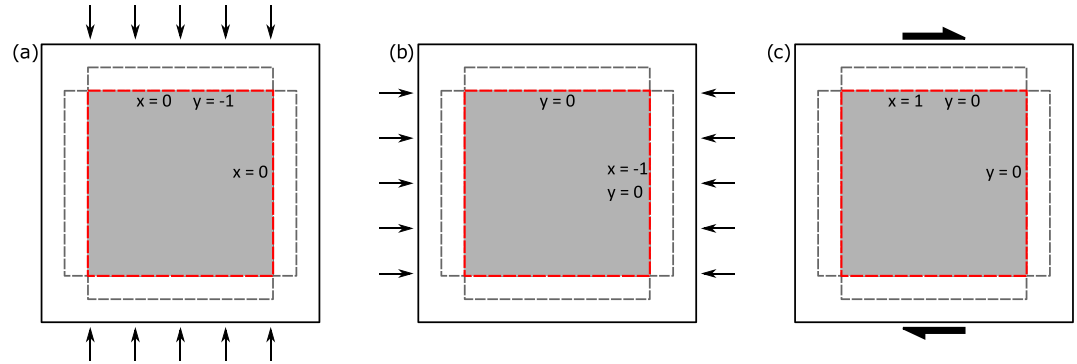 (a)
x = 0 y = -1
x = 0
(b)
y = 0
x = -1
y = 0
(c)
x = 1 y = 0
y = 0